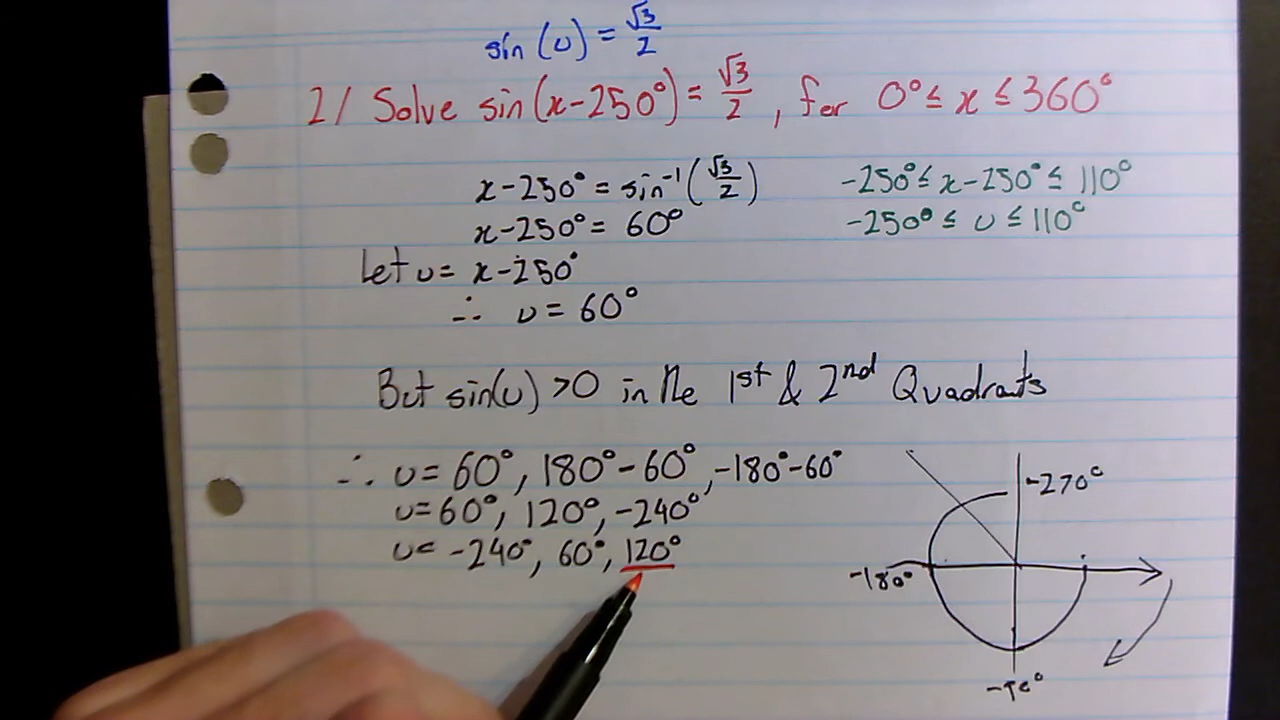 sin (u) = √3/2
2/ Solve sin(x-250°) = √3/2, for 0° ≤ x ≤ 360°
x-250° = sin⁻¹(√3/2)
x-250° = 60°
Let u = x-250°
∴ u = 60°
-250° ≤ x-250° ≤ 110°
-250° ≤ u ≤ 110°
But sin(u) >0 in the 1st & 2nd Quadrants
∴ u = 60°, 180°-60°, -180°-60°
u = 60°, 120°, -240°
u = -240°, 60°, 120°
-270°
-180°
-90°